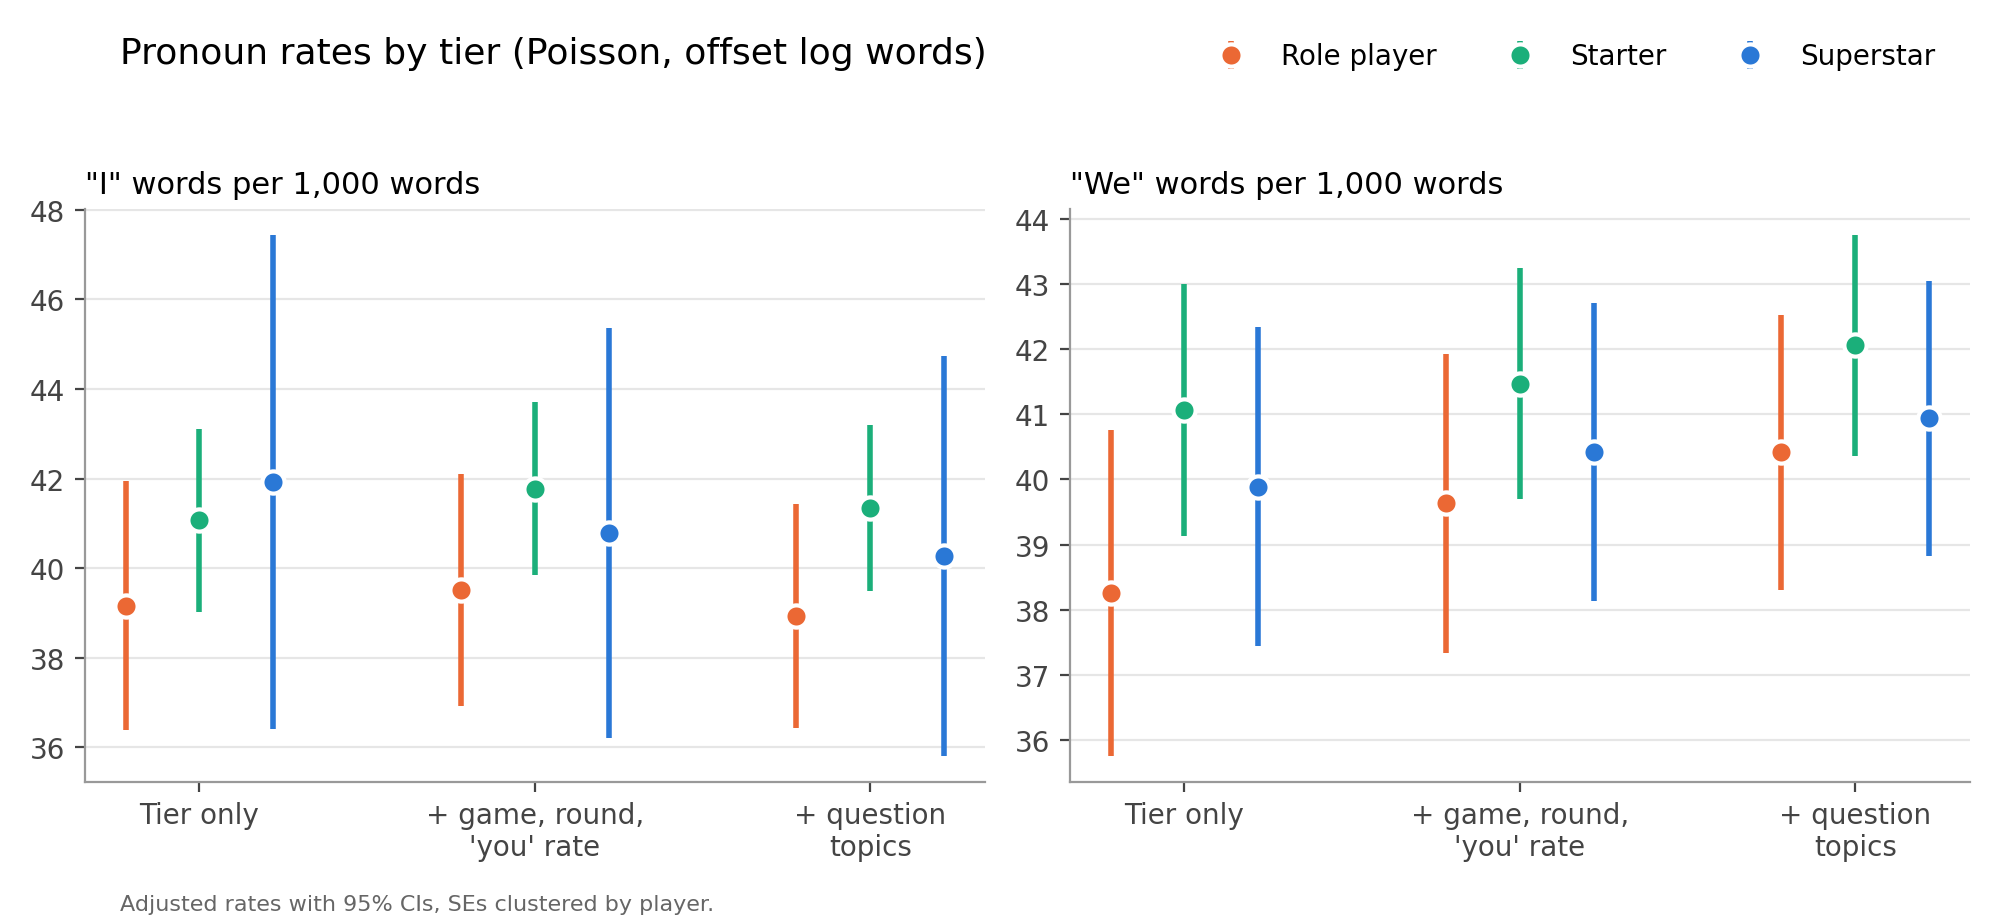 Pronoun rates by tier (Poisson, offset log words)
Role player
Starter
Superstar
"I" words per 1,000 words
48
46
44
42
40
38
36
Tier only
+ game, round,
'you' rate
+ question
topics
"We" words per 1,000 words
44
43
42
41
40
39
38
37
36
Tier only
+ game, round,
'you' rate
+ question
topics
Adjusted rates with 95% CIs, SEs clustered by player.